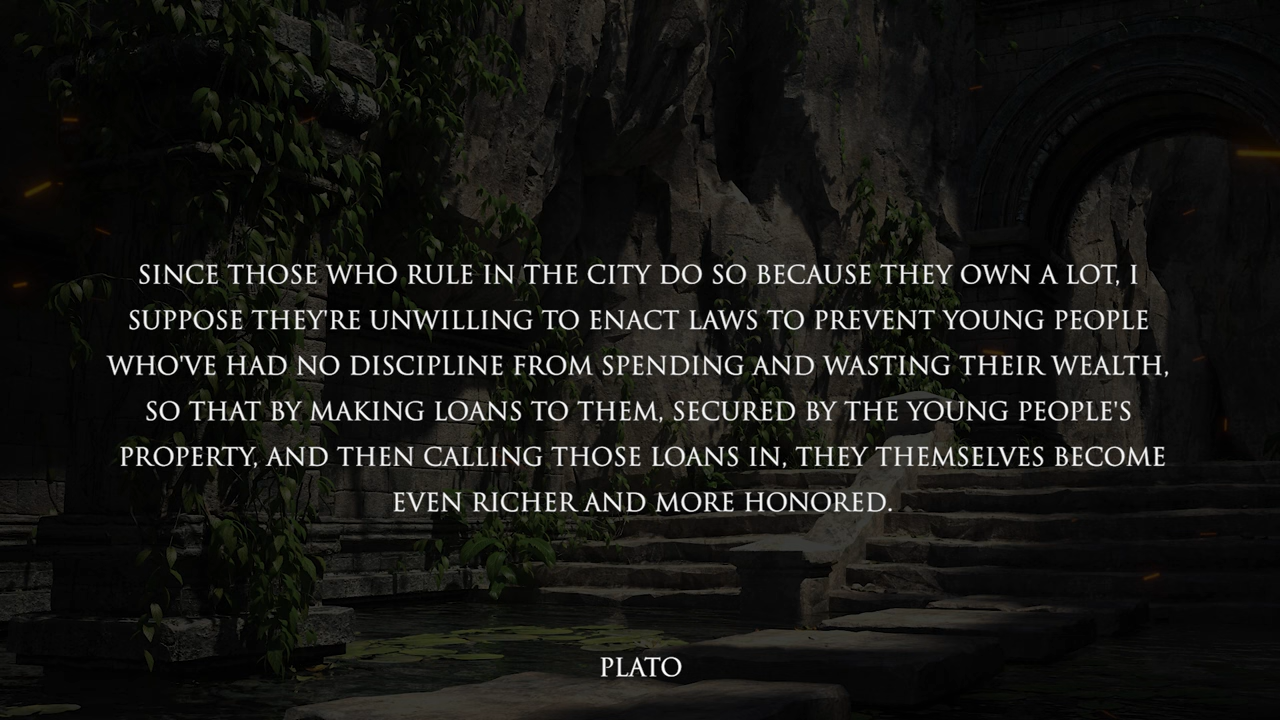 SINCE THOSE WHO RULE IN THE CITY DO SO BECAUSE THEY OWN A LOT, I
SUPPOSE THEY'RE UNWILLING TO ENACT LAWS TO PREVENT YOUNG PEOPLE
WHO'VE HAD NO DISCIPLINE FROM SPENDING AND WASTING THEIR WEALTH,
SO THAT BY MAKING LOANS TO THEM, SECURED BY THE YOUNG PEOPLE'S
PROPERTY, AND THEN CALLING THOSE LOANS IN, THEY THEMSELVES BECOME
EVEN RICHER AND MORE HONORED.
PLATO